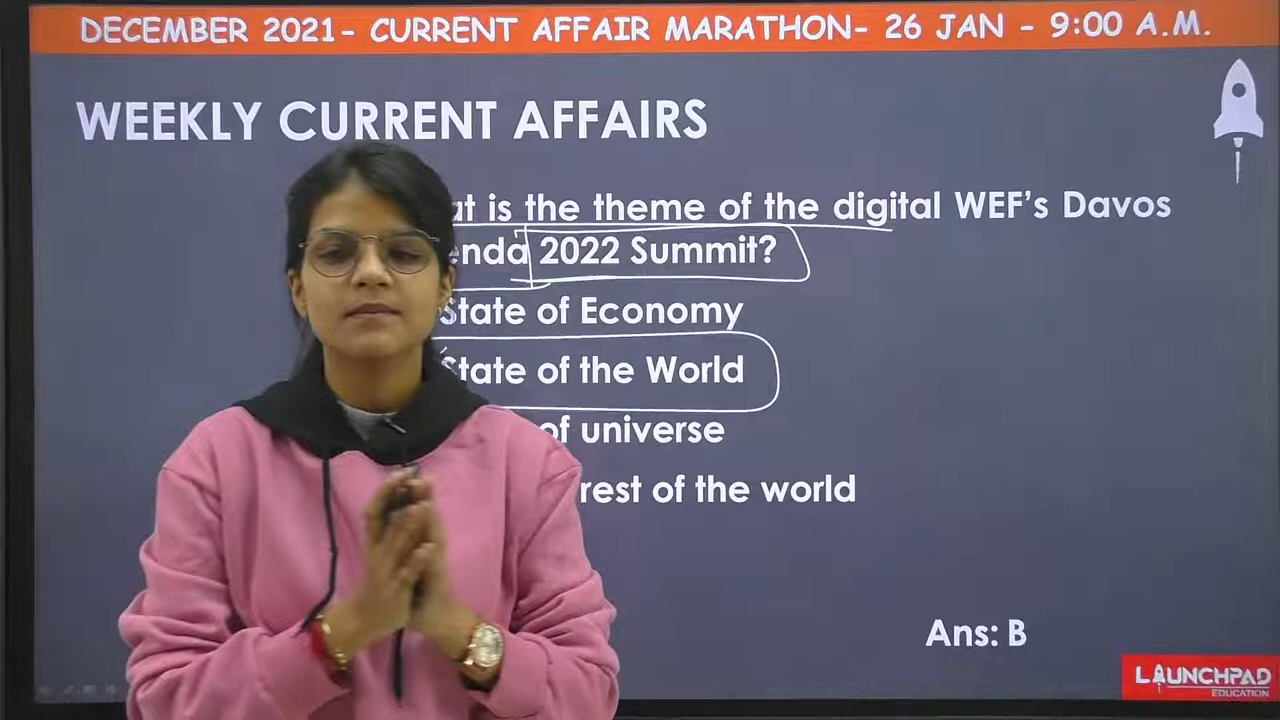 DECEMBER 2021- CURRENT AFFAIR MARATHON- 26 JAN - 9:00 A.M.
WEEKLY CURRENT AFFAIRS
is the theme of the digital WEF's Davos
2022 Summit?
State of Economy
State of the World
of universe
rest of the world
Ans: B
LAUNCHPAD
EDUCATION